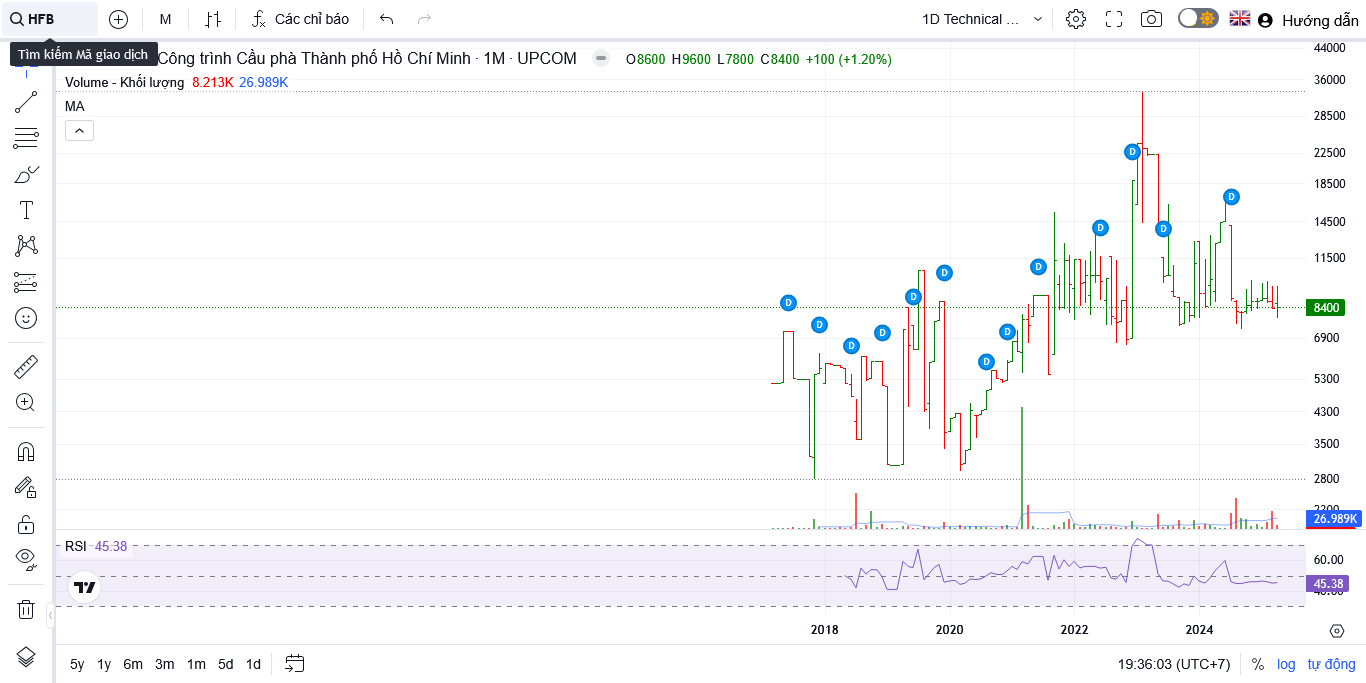 HFB
M
Các chỉ báo
1D Technical ...
Hướng dẫn
Tìm kiếm Mã giao dịch
Công trình Cầu phà Thành phố Hồ Chí Minh · 1M · UPCOM
O8600 H9600 L7800 C8400 +100 (+1.20%)
Volume - Khối lượng 8.213K 26.989K
MA
44000
36000
28500
22500
18500
14500
11500
8400
6900
5300
4300
3500
2800
2200
26.989K
D
D
D
D
D
D
D
D
D
D
D
D
D
RSI 45.38
60.00
45.38
40.00
2018
2020
2022
2024
5y 1y 6m 3m 1m 5d 1d
19:36:03 (UTC+7)
%
log
tự động